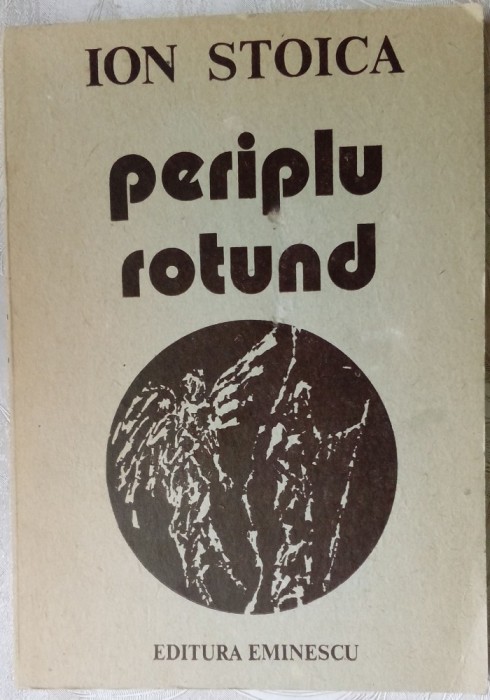 ION STOICA
periplu
rotund
EDITURA EMINESCU